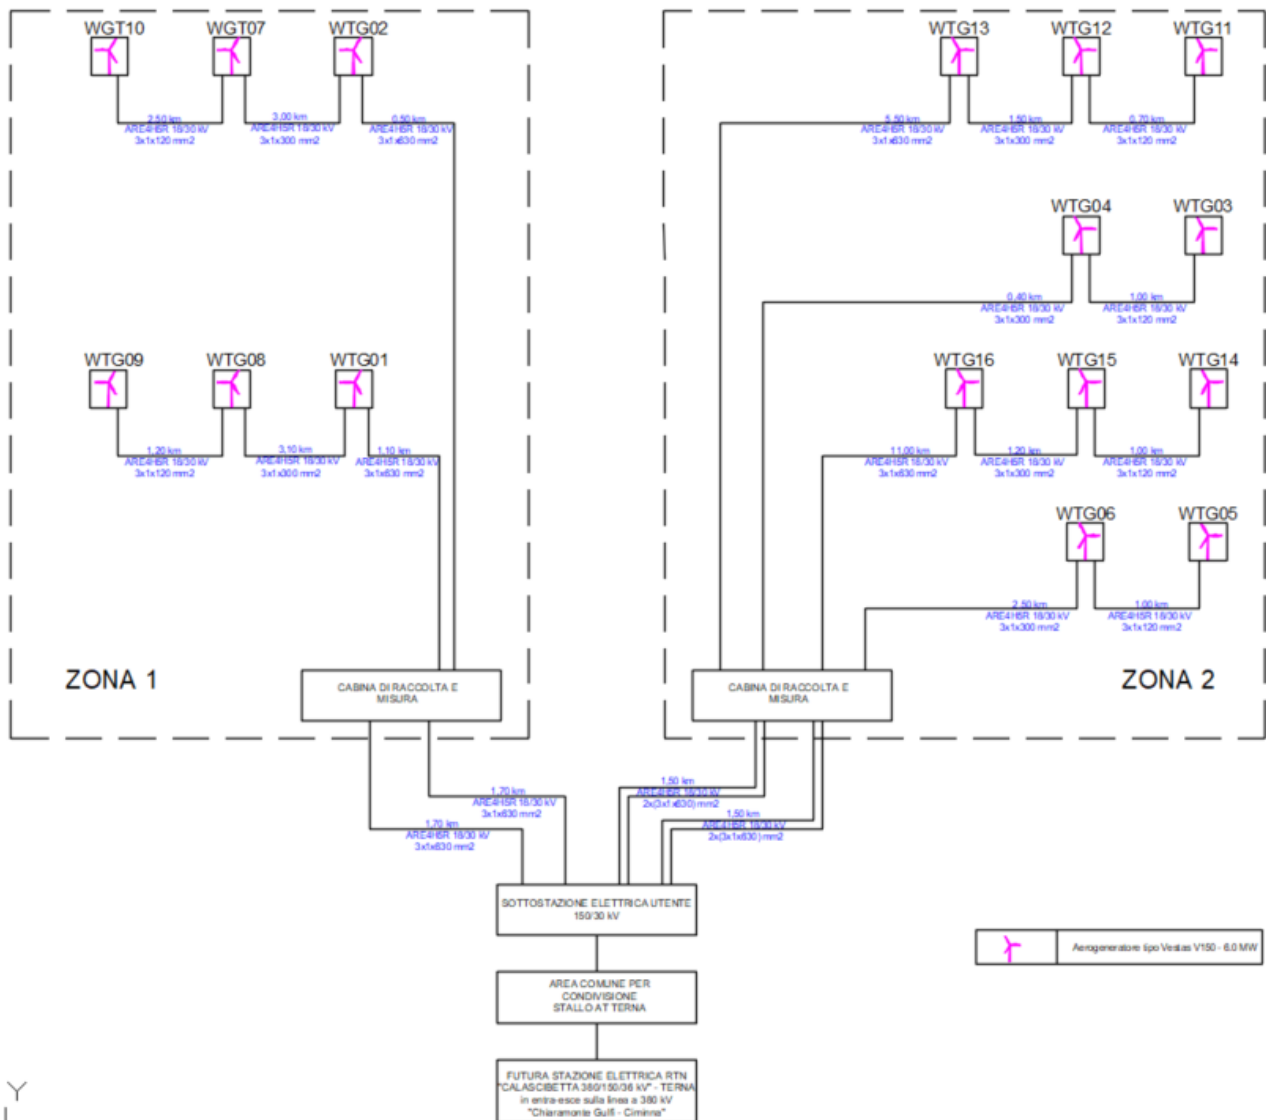 WGT10
WGT07
WTG02
2,50 km
ARE4H5R 18/30 kV
3x1x120 mm2
3,00 km
ARE4H5R 18/30 kV
3x1x300 mm2
0,50 km
ARE4H5R 18/30 kV
3x1x630 mm2
WTG09
WTG08
WTG01
1,20 km
ARE4H5R 18/30 kV
3x1x120 mm2
3,10 km
ARE4H5R 18/30 kV
3x1x300 mm2
1,10 km
ARE4H5R 18/30 kV
3x1x630 mm2
ZONA 1
CABINA DI RACCOLTA E
MISURA
WTG13
WTG12
WTG11
5,50 km
ARE4H5R 18/30 kV
3x1x630 mm2
1,50 km
ARE4H5R 18/30 kV
3x1x300 mm2
0,70 km
ARE4H5R 18/30 kV
3x1x120 mm2
WTG04
WTG03
0,40 km
ARE4H5R 18/30 kV
3x1x300 mm2
1,00 km
ARE4H5R 18/30 kV
3x1x120 mm2
WTG16
WTG15
WTG14
11,00 km
ARE4H5R 18/30 kV
3x1x630 mm2
1,20 km
ARE4H5R 18/30 kV
3x1x300 mm2
1,00 km
ARE4H5R 18/30 kV
3x1x120 mm2
WTG06
WTG05
2,50 km
ARE4H5R 18/30 kV
3x1x300 mm2
1,00 km
ARE4H5R 18/30 kV
3x1x120 mm2
CABINA DI RACCOLTA E
MISURA
ZONA 2
1,70 km
ARE4H5R 18/30 kV
3x1x630 mm2
1,70 km
ARE4H5R 18/30 kV
3x1x630 mm2
1,50 km
ARE4H5R 18/30 kV
2x(3x1x630) mm2
1,50 km
ARE4H5R 18/30 kV
2x(3x1x630) mm2
SOTTOSTAZIONE ELETTRICA UTENTE
150/30 kV
Aerogeneratore tipo Vestas V150 - 6.0 MW
AREA COMUNE PER
CONDIVISIONE
STALLO AT TERNA
FUTURA STAZIONE ELETTRICA RTN
"CALASCIBETTA 380/150/36 kV" - TERNA
in entra-esce sulla linea a 380 kV
"Chiaramonte Gulfi - Ciminna"
Y